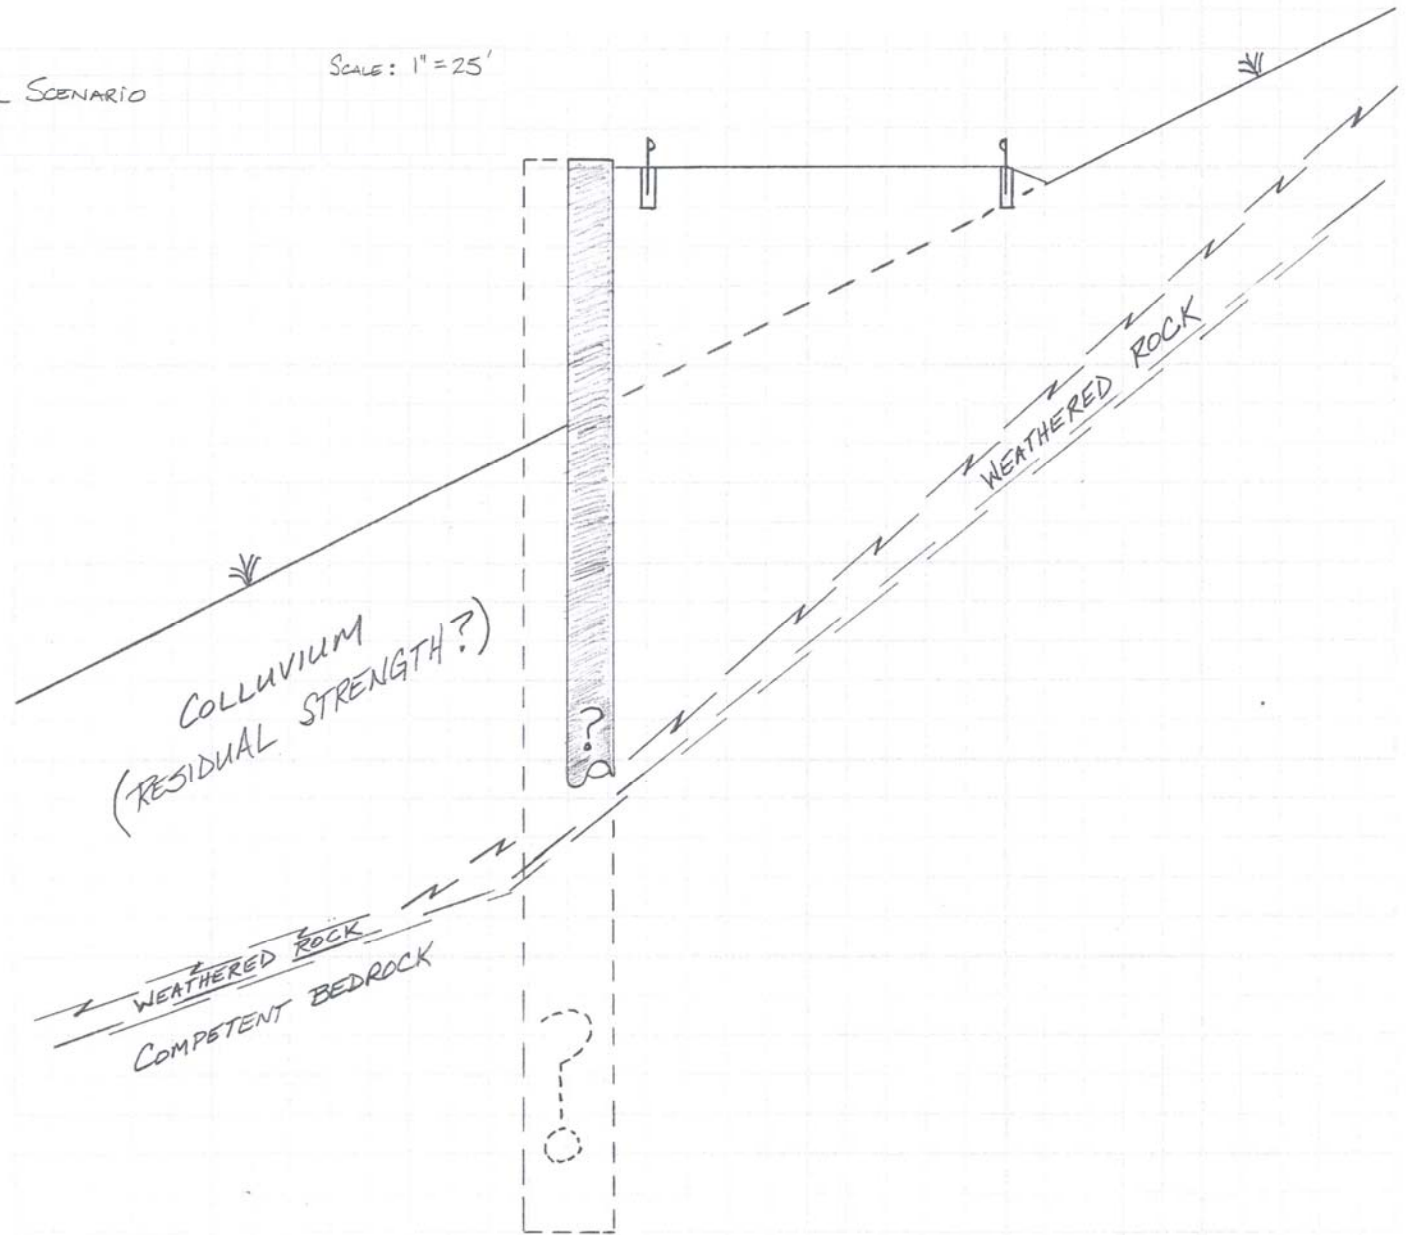 SCALE: 1" = 25'
SCENARIO
WEATHERED ROCK
COLLUVIUM
(RESIDUAL STRENGTH?)
?
WEATHERED ROCK
COMPETENT BEDROCK
?